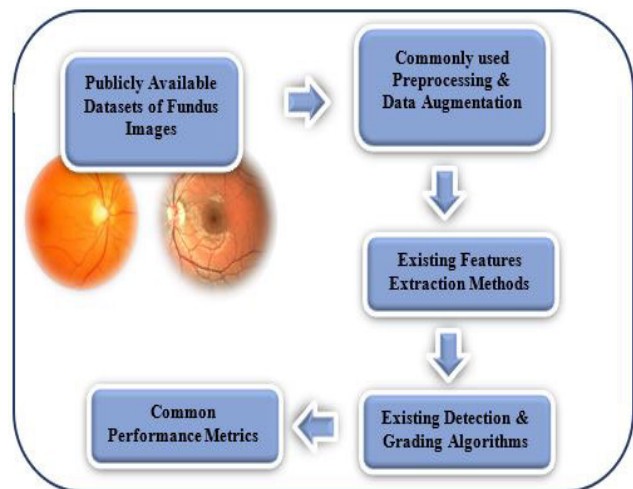 Publicly Available
Datasets of Fundus
Images
Commonly used
Preprocessing &
Data Augmentation
Existing Features
Extraction Methods
Existing Detection &
Grading Algorithms
Common
Performance Metrics